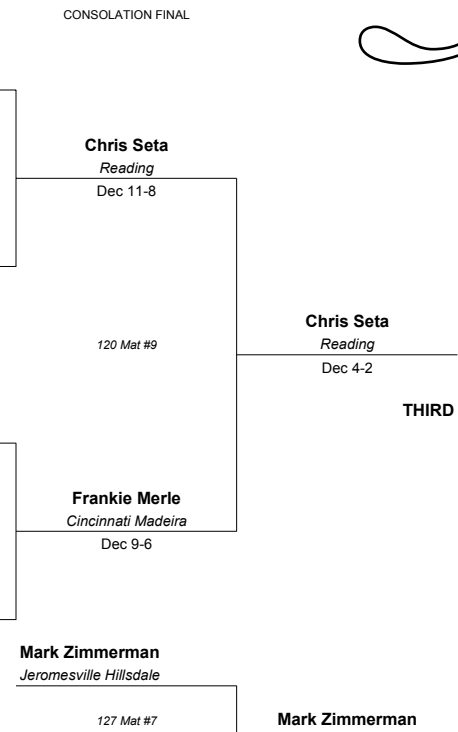 CONSOLATION FINAL
Chris Seta
Reading
Dec 11-8
120 Mat #9
Chris Seta
Reading
Dec 4-2
THIRD
Frankie Merle
Cincinnati Madeira
Dec 9-6
Mark Zimmerman
Jeromesville Hillsdale
127 Mat #7
Mark Zimmerman